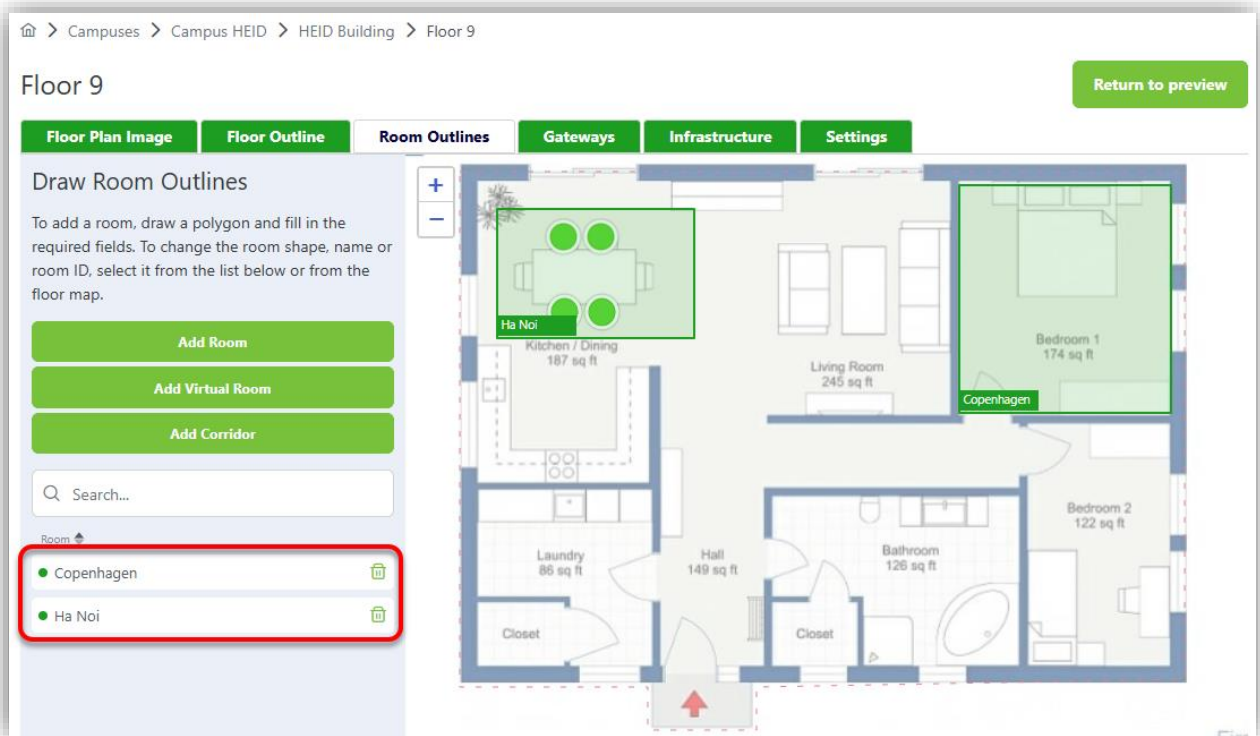 Campuses > Campus HEID > HEID Building > Floor 9
Floor 9
Return to preview
Floor Plan Image
Floor Outline
Room Outlines
Gateways
Infrastructure
Settings
Draw Room Outlines
To add a room, draw a polygon and fill in the
required fields. To change the room shape, name or
room ID, select it from the list below or from the
floor map.
Add Room
Add Virtual Room
Add Corridor
Search...
Room
Copenhagen
Ha Noi
+
−
Ha Noi
Kitchen / Dining
187 sq ft
Living Room
245 sq ft
Bedroom 1
174 sq ft
Copenhagen
Bedroom 2
122 sq ft
Laundry
86 sq ft
Hall
149 sq ft
Bathroom
126 sq ft
Closet
Closet